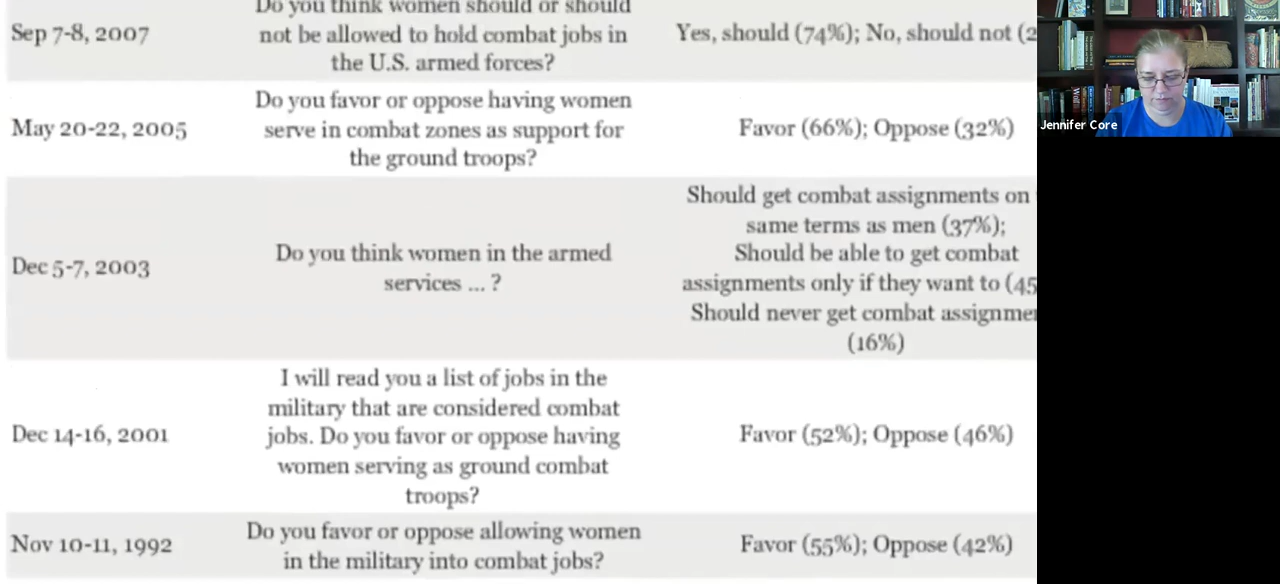 Do you think women should or should
Sep 7-8, 2007
not be allowed to hold combat jobs in
the U.S. armed forces?
Yes, should (74%); No, should not (2
Do you favor or oppose having women
May 20-22, 2005
serve in combat zones as support for
the ground troops?
Favor (66%); Oppose (32%)
Dec 5-7, 2003
Do you think women in the armed
services ... ?
Should get combat assignments on
same terms as men (37%);
Should be able to get combat
assignments only if they want to (45
Should never get combat assignme
(16%)
Dec 14-16, 2001
I will read you a list of jobs in the
military that are considered combat
jobs. Do you favor or oppose having
women serving as ground combat
troops?
Favor (52%); Oppose (46%)
Nov 10-11, 1992
Do you favor or oppose allowing women
in the military into combat jobs?
Favor (55%); Oppose (42%)
Jennifer Core